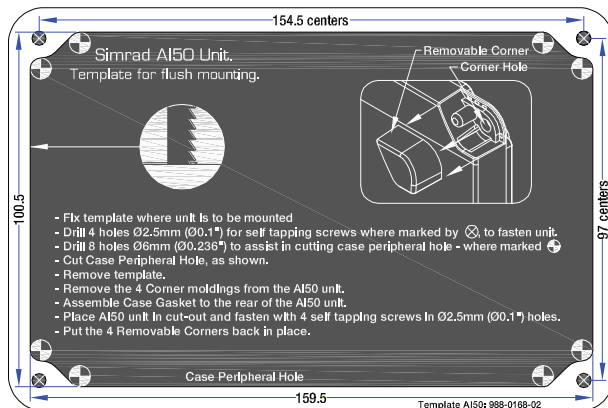 154.5 centers
Simrad AI50 Unit.
Template for flush mounting.
Removable Corner
Corner Hole
100.5
97 centers
- Fix template where unit is to be mounted
- Drill 4 holes Ø2.5mm (Ø0.1") for self tapping screws where marked by ⊗, to fasten unit.
- Drill 8 holes Ø6mm (Ø0.236") to assist in cutting case peripheral hole - where marked
- Cut Case Peripheral Hole, as shown.
- Remove template.
- Remove the 4 Corner moldings from the AI50 unit.
- Assemble Case Gasket to the rear of the AI50 unit.
- Place AI50 unit in cut-out and fasten with 4 self tapping screws in Ø2.5mm (Ø0.1") holes.
- Put the 4 Removable Corners back in place.
Case Peripheral Hole
159.5
Template AI50: 988-0168-02